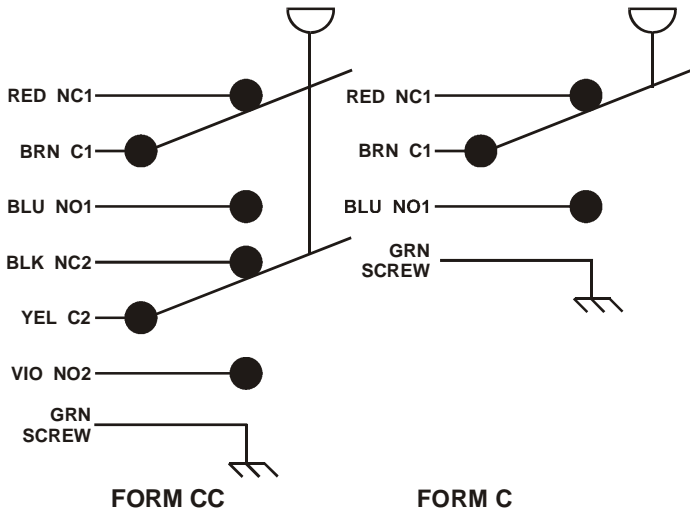 RED NC1
BRN C1
BLU NO1
BLK NC2
YEL C2
VIO NO2
GRN
SCREW
FORM CC
RED NC1
BRN C1
BLU NO1
GRN
SCREW
FORM C